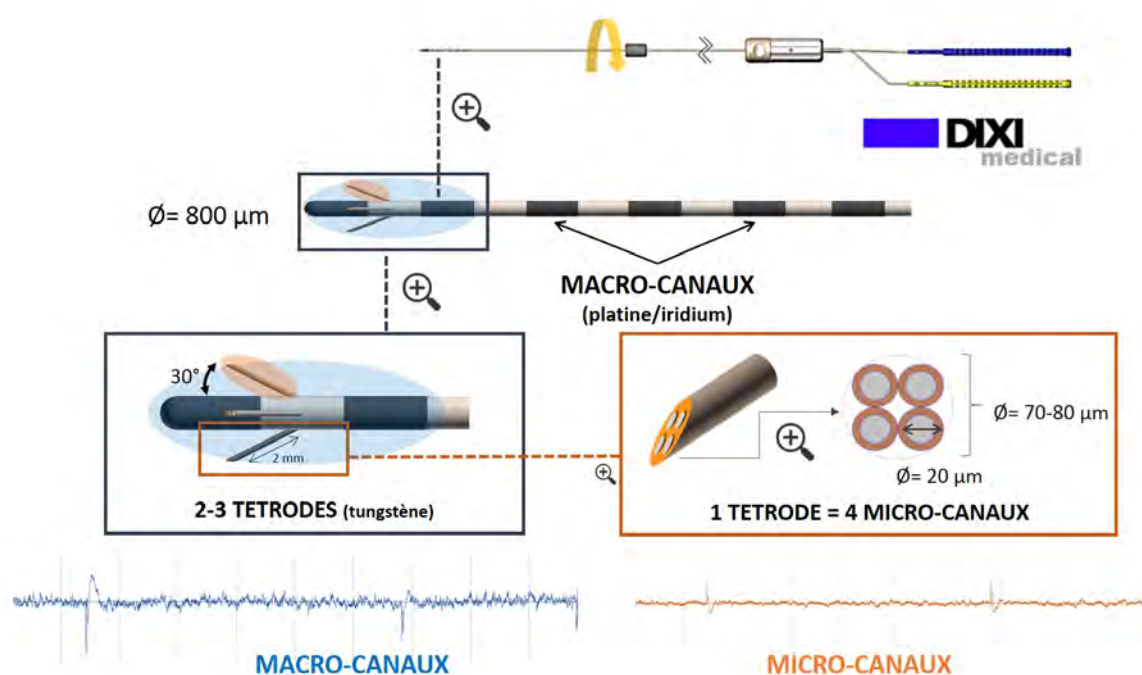 DIXI
medical
Ø= 800 µm
MACRO-CANAUX
(platine/iridium)
30°
2 mm
2-3 TETRODES (tungstène)
Ø= 70-80 µm
Ø= 20 µm
1 TETRODE = 4 MICRO-CANAUX
MACRO-CANAUX
MICRO-CANAUX